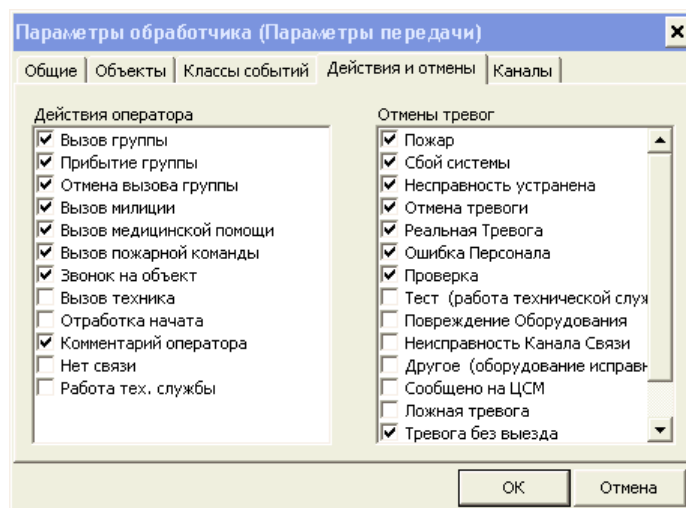 Параметры обработчика (Параметры передачи)
Общие Объекты Классы событий Действия и отмены Каналы
Действия оператора
Вызов группы
Прибытие группы
Отмена вызова группы
Вызов милиции
Вызов медицинской помощи
Вызов пожарной команды
Звонок на объект
Вызов техника
Отработка начата
Комментарий оператора
Нет связи
Работа тех. службы
Отмены тревог
Пожар
Сбой системы
Несправность устранена
Отмена тревоги
Реальная Тревога
Ошибка Персонала
Проверка
Тест (работа технической служ
Повреждение Оборудования
Неисправность Канала Связи
Другое (оборудование исправн
Сообщено на ЦСМ
Ложная тревога
Тревога без выезда
ОК Отмена